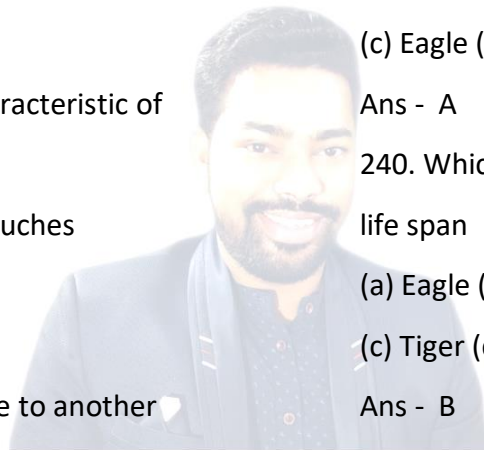 racteristic of
uches
e to another
(c) Eagle (
Ans - A
240. Whic
life span
(a) Eagle (
(c) Tiger (
Ans - B